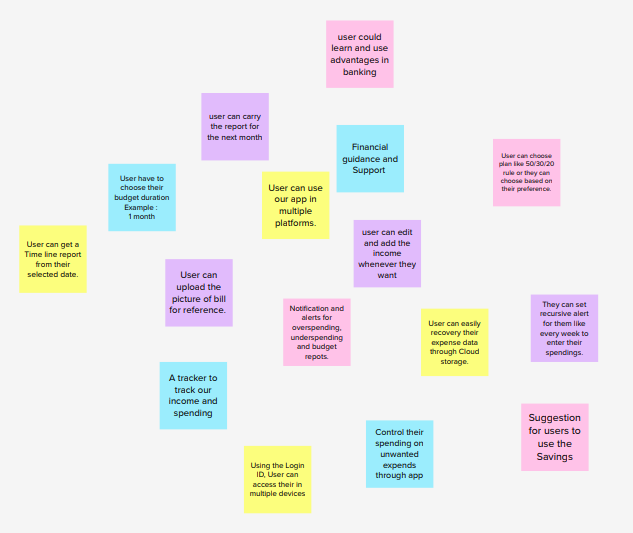 user could
learn and use
advantages in
banking
user can carry
the report for
the next month
Financial
guidance and
Support
User can choose
plan like 50/30/20
rule or they can
choose based on
their preference.
User have to
choose their
budget duration
Example :
1 month
User can use
our app in
multiple
platforms.
User can get a
Time line report
from their
selected date.
user can edit
and add the
income
whenever they
want
User can
upload the
picture of bill
for reference.
Notification and
alerts for
overspending,
underspending
and budget
repots.
User can easily
recovery their
expense data
through Cloud
storage.
They can set
recursive alert
for them like
every week to
enter their
spendings.
A tracker to
track our
income and
spending
Suggestion
for users to
use the
Savings
Control their
spending on
unwanted
expends
through app
Using the Login
ID, User can
access their in
multiple devices